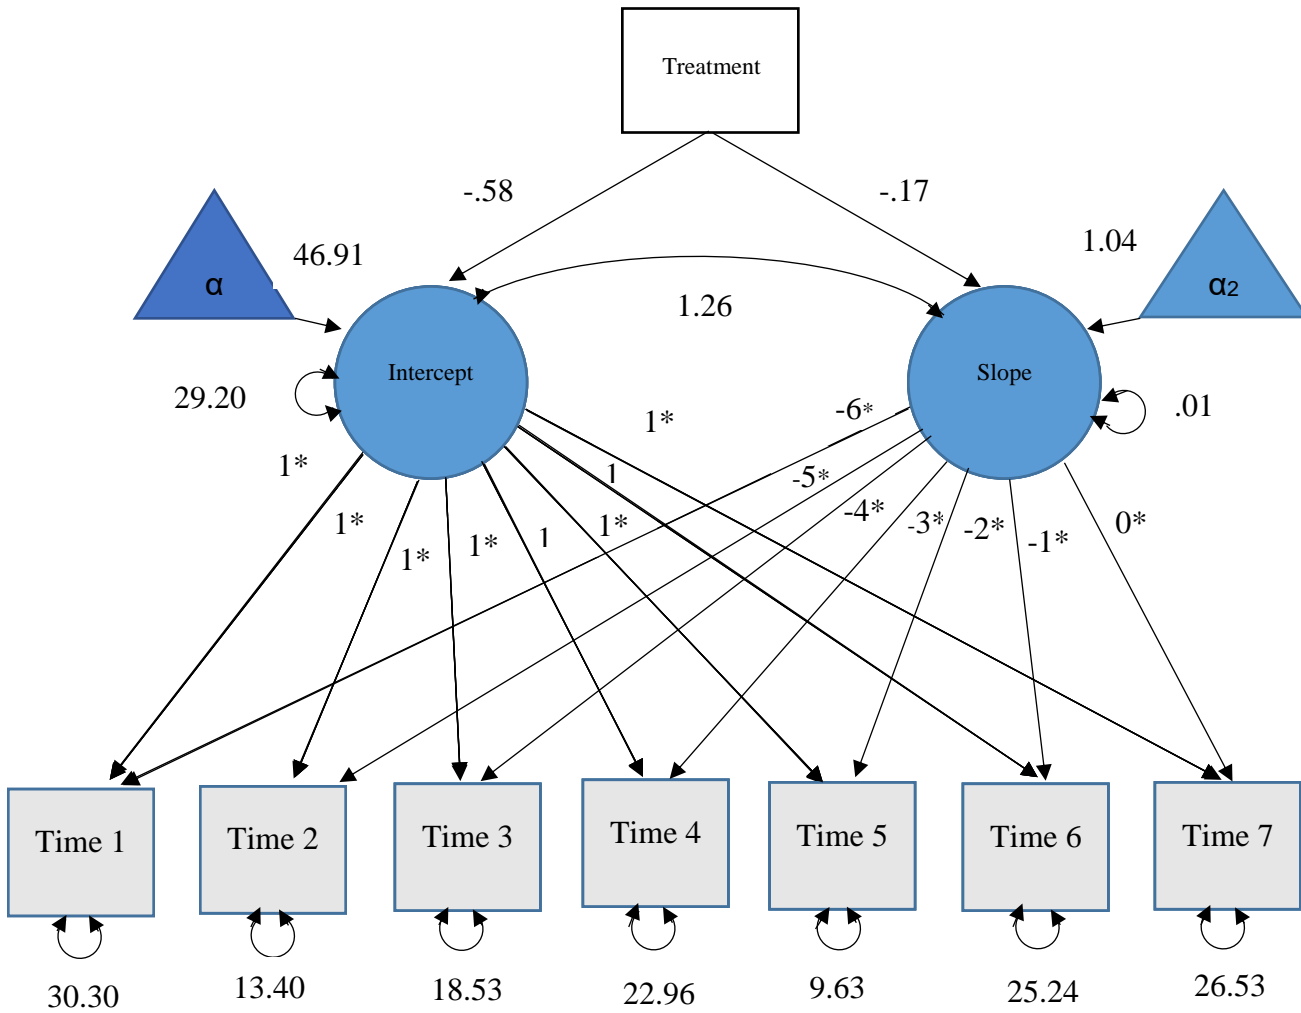 Treatment
-.58
-.17
46.91
1.04
α
α2
1.26
Intercept
Slope
29.20
.01
1*
-6*
1*
1
-5*
1*
1*
-4*
-3*
-2*
-1*
0*
1*
1*
1
Time 1
Time 2
Time 3
Time 4
Time 5
Time 6
Time 7
30.30
13.40
18.53
22.96
9.63
25.24
26.53